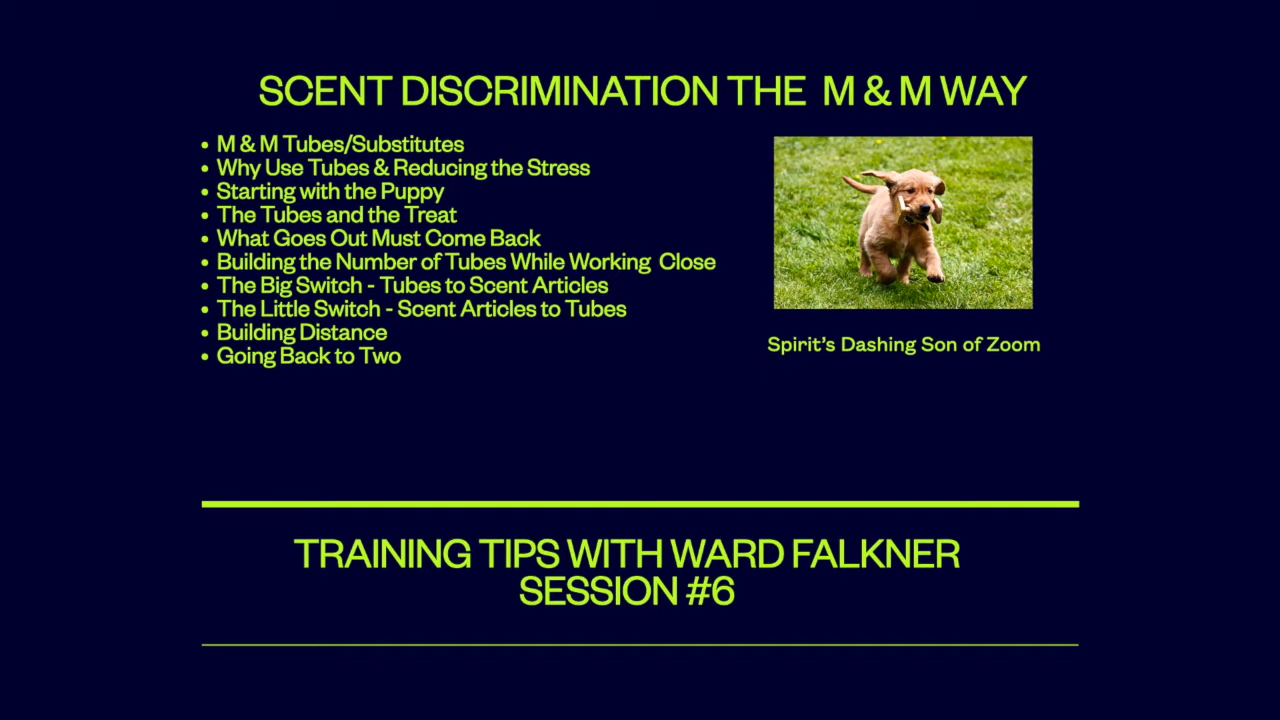 SCENT DISCRIMINATION THE M & M WAY
• M & M Tubes/Substitutes
• Why Use Tubes & Reducing the Stress
• Starting with the Puppy
• The Tubes and the Treat
• What Goes Out Must Come Back
• Building the Number of Tubes While Working Close
• The Big Switch - Tubes to Scent Articles
• The Little Switch - Scent Articles to Tubes
• Building Distance
• Going Back to Two
Spirit's Dashing Son of Zoom
TRAINING TIPS WITH WARD FALKNER
SESSION #6